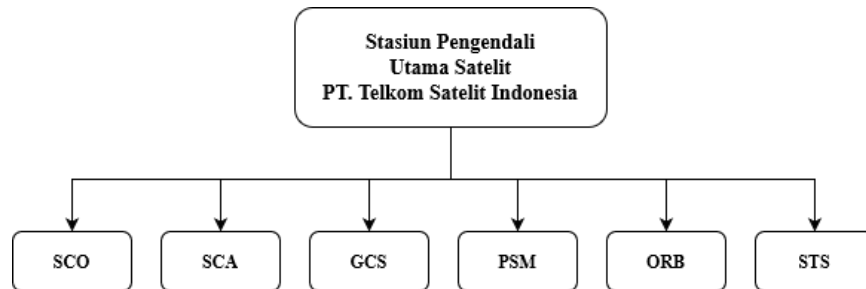 Stasiun Pengendali
Utama Satelit
PT. Telkom Satelit Indonesia
SCO
SCA
GCS
PSM
ORB
STS